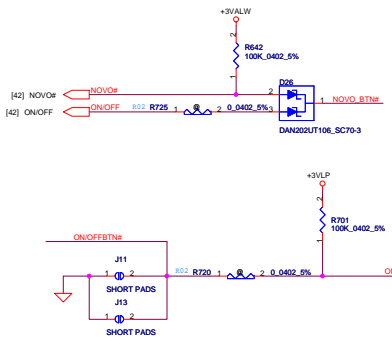 +3VALW
2
R642
100K_0402_5%
1
D26
[42] NOVO# NOVO# 2
1 NOVO_BTN#
[42] ON/OFF ON/OFF R02 R725 1 @ 2 0_0402_5% 3
DAN202UT106_SC70-3
+3VLP
2
R701
100K_0402_5%
1
ON/OFFBTN#
J11
1 2 R02 R720 1 @ 2 0_0402_5%
SHORT PADS
J13
1 2
SHORT PADS